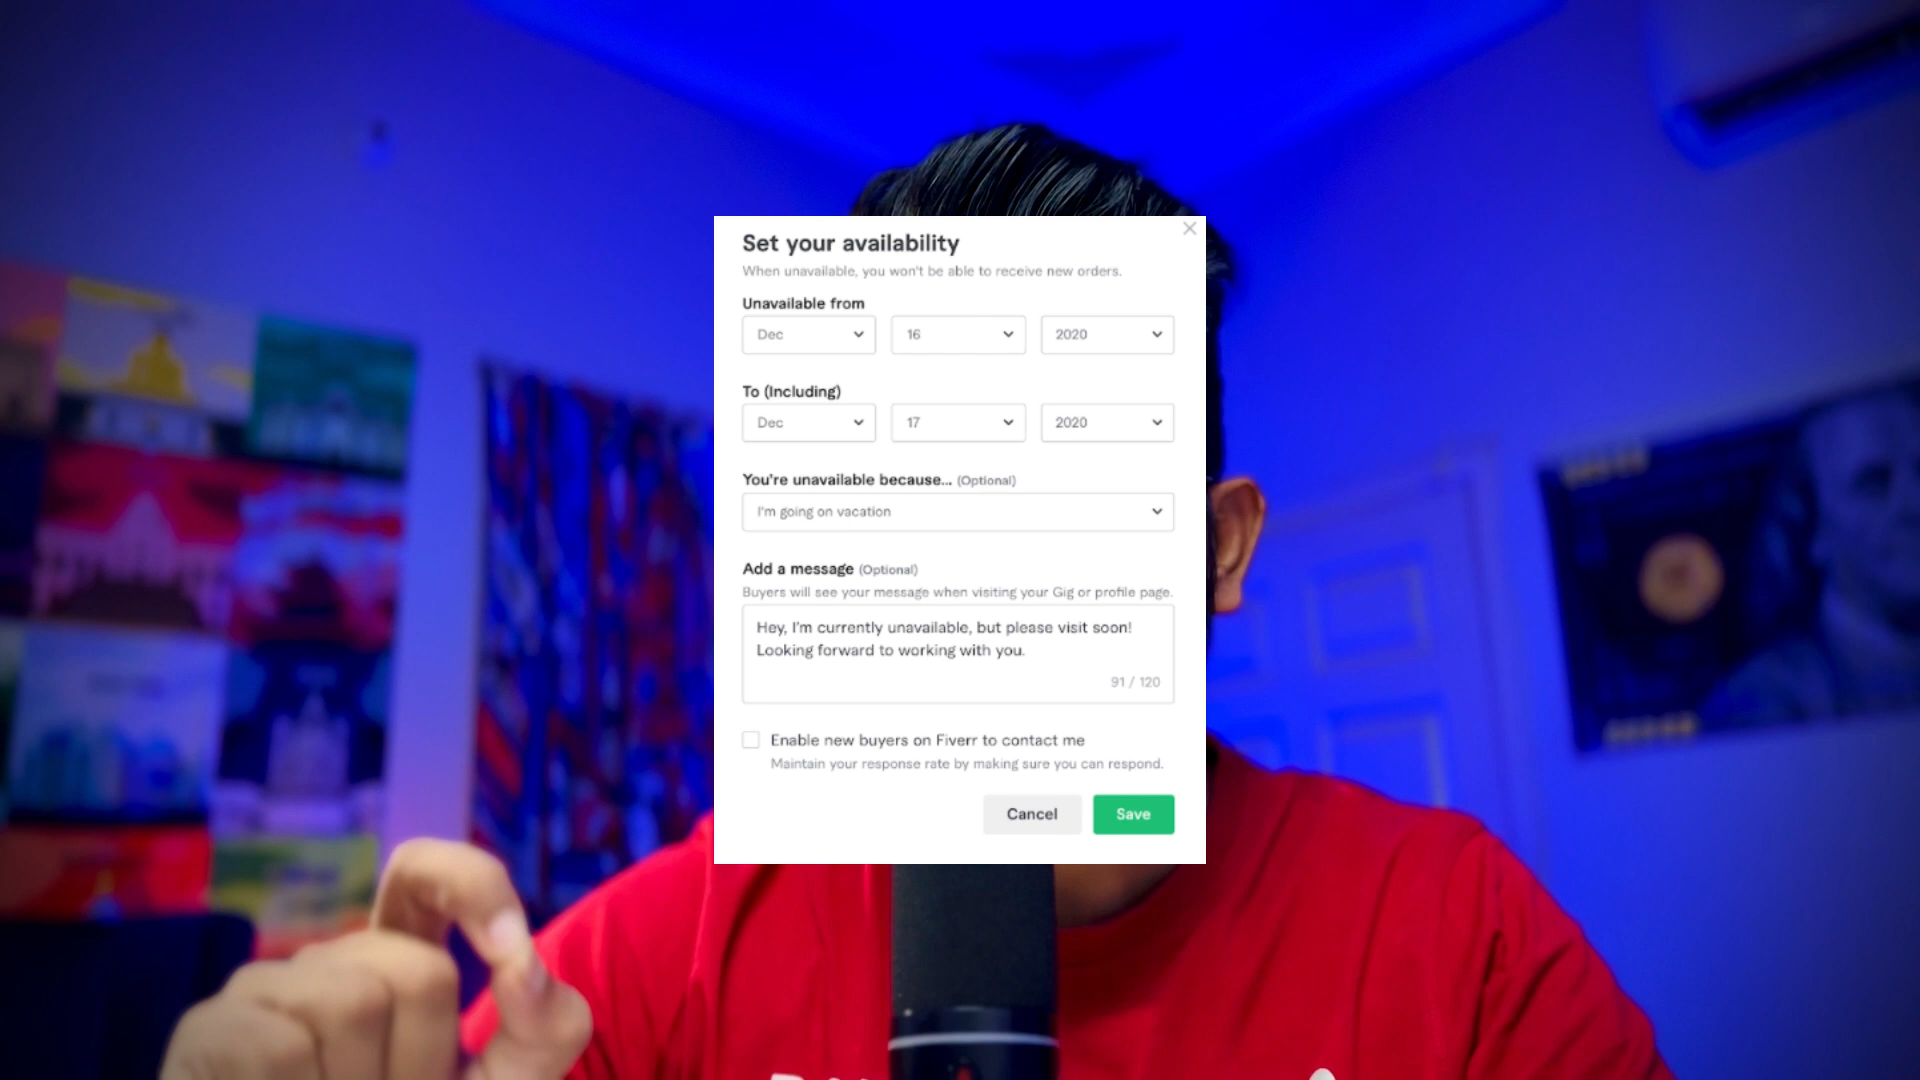 Set your availability
When unavailable, you won't be able to receive new orders.
Unavailable from
Dec 16 2020
To (Including)
Dec 17 2020
You're unavailable because... (Optional)
I'm going on vacation
Add a message (Optional)
Buyers will see your message when visiting your Gig or profile page.
Hey, I'm currently unavailable, but please visit soon!
Looking forward to working with you.
91 / 120
Enable new buyers on Fiverr to contact me
Maintain your response rate by making sure you can respond.
Cancel Save